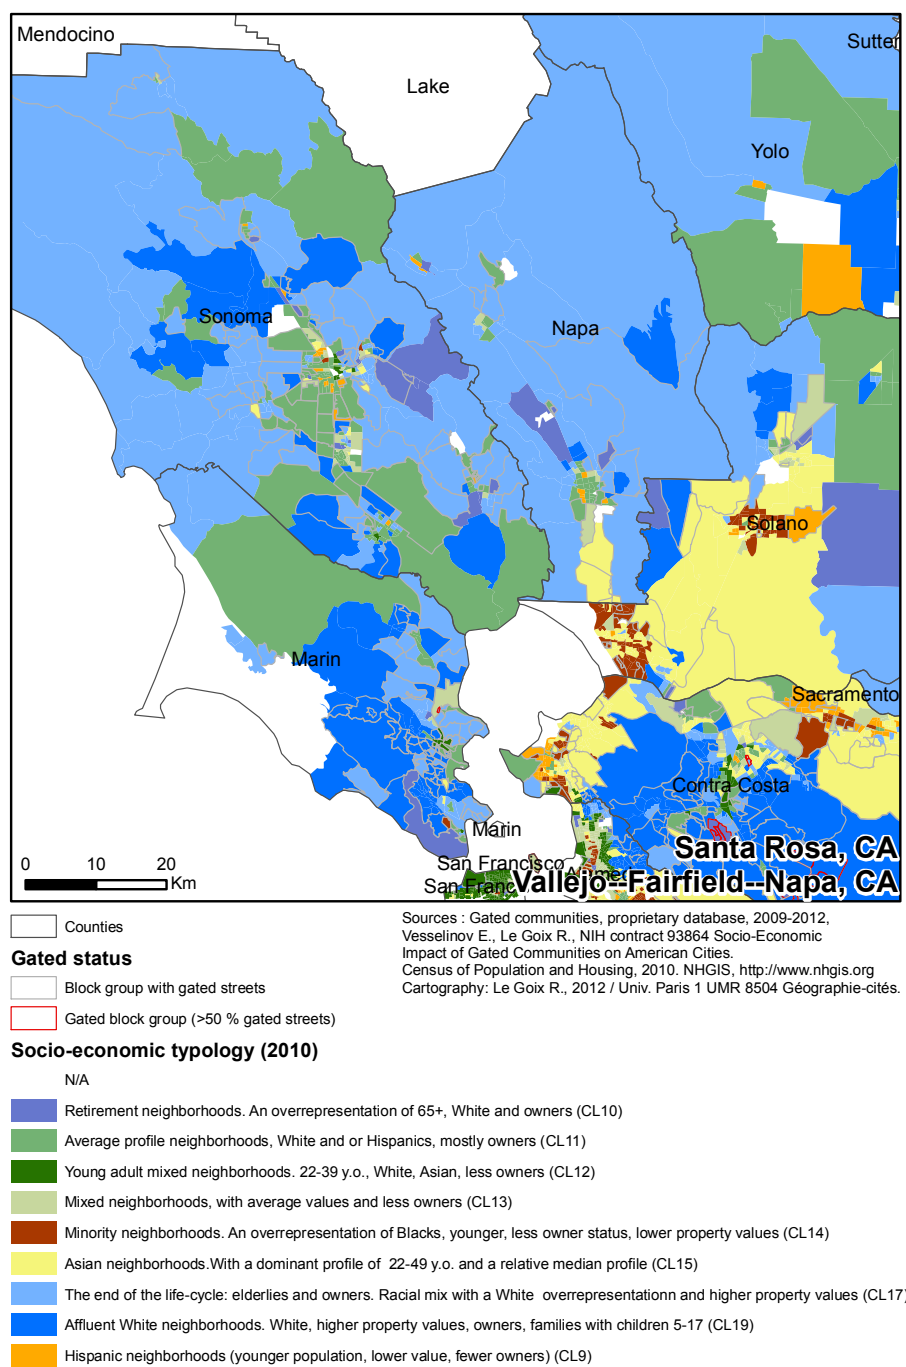 Mendocino
Sutter
Lake
Yolo
Sonoma
Napa
Solano
Marin
Sacramento
Contra Costa
Marin
Santa Rosa, CA
San Francisco
Vallejo--Fairfield--Napa, CA
0 10 20
Km
Counties
Gated status
Block group with gated streets
Gated block group (>50 % gated streets)
Sources : Gated communities, proprietary database, 2009-2012,
Vesselinov E., Le Goix R., NIH contract 93864 Socio-Economic
Impact of Gated Communities on American Cities.
Census of Population and Housing, 2010. NHGIS, http://www.nhgis.org
Cartography: Le Goix R., 2012 / Univ. Paris 1 UMR 8504 Géographie-cités.
Socio-economic typology (2010)
N/A
Retirement neighborhoods. An overrepresentation of 65+, White and owners (CL10)
Average profile neighborhoods, White and or Hispanics, mostly owners (CL11)
Young adult mixed neighborhoods. 22-39 y.o., White, Asian, less owners (CL12)
Mixed neighborhoods, with average values and less owners (CL13)
Minority neighborhoods. An overrepresentation of Blacks, younger, less owner status, lower property values (CL14)
Asian neighborhoods.With a dominant profile of 22-49 y.o. and a relative median profile (CL15)
The end of the life-cycle: elderlies and owners. Racial mix with a White overrepresentationn and higher property values (CL17)
Affluent White neighborhoods. White, higher property values, owners, families with children 5-17 (CL19)
Hispanic neighborhoods (younger population, lower value, fewer owners) (CL9)